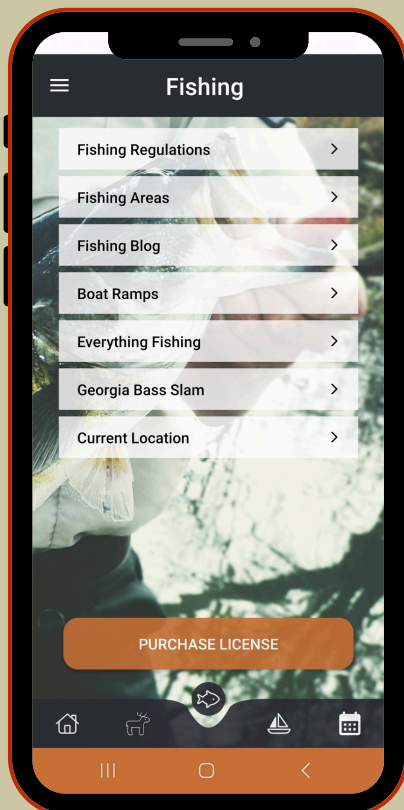 Fishing
Fishing Regulations
Fishing Areas
Fishing Blog
Boat Ramps
Everything Fishing
Georgia Bass Slam
Current Location
PURCHASE LICENSE